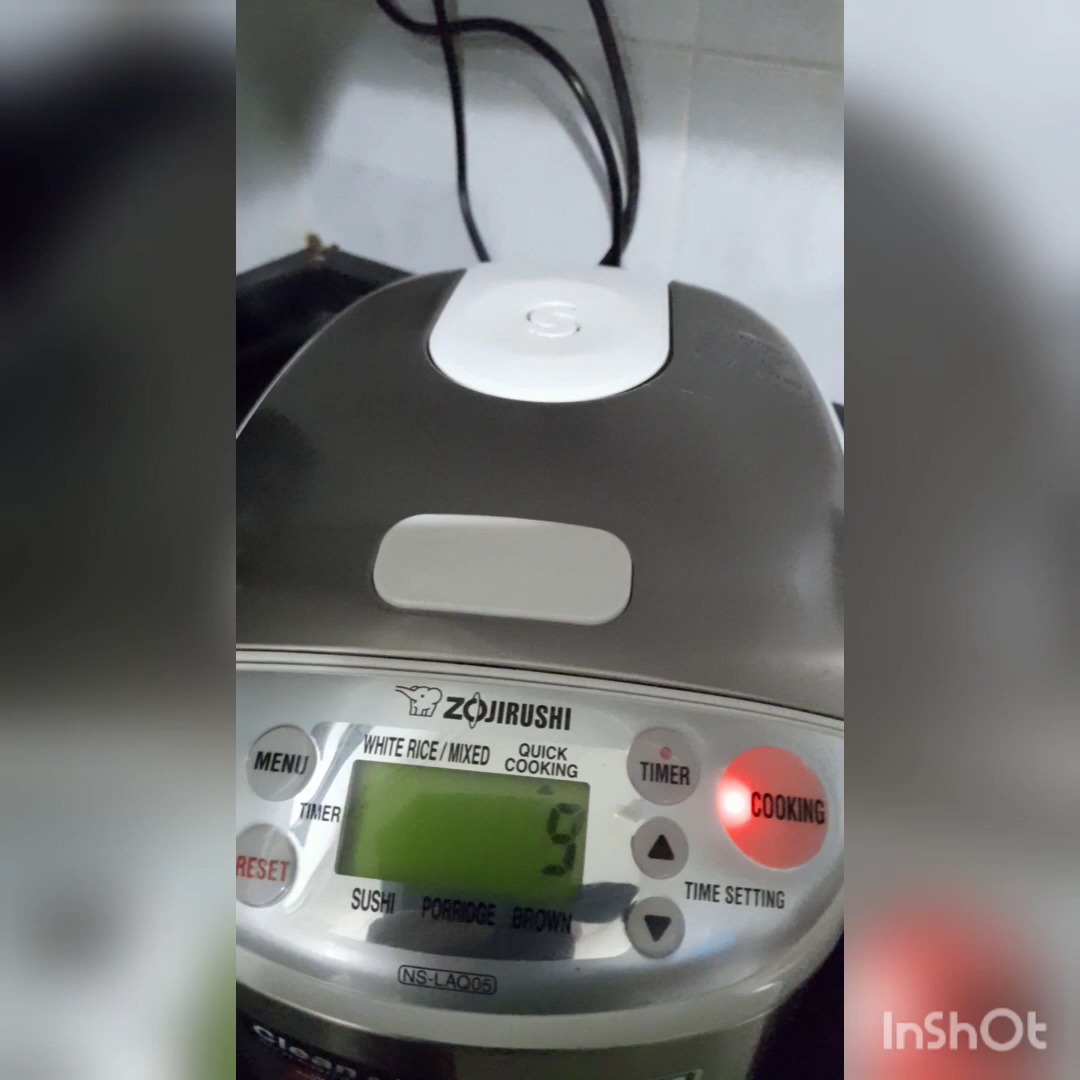 ZOJIRUSHI
MENU
WHITE RICE / MIXED
QUICK COOKING
TIMER
COOKING
TIMER
9
RESET
TIME SETTING
SUSHI
PORRIDGE
BROWN
NS-LAQ05
Clean
InShOt